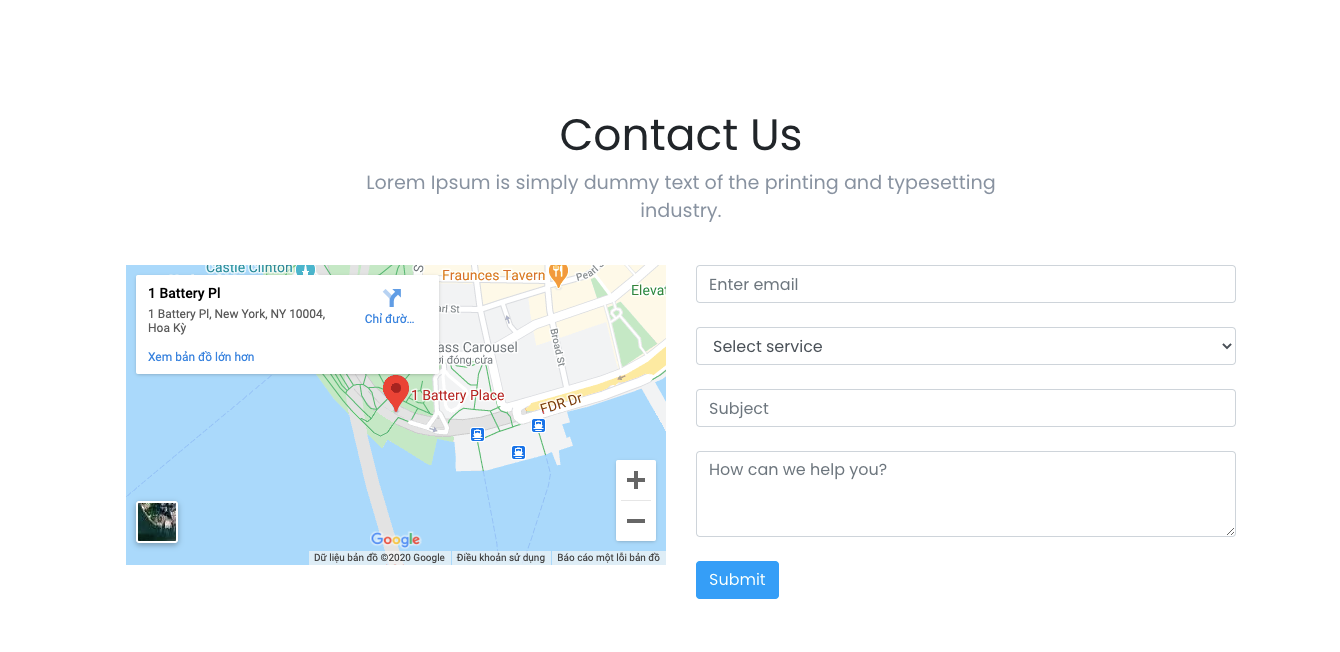 Contact Us
Lorem Ipsum is simply dummy text of the printing and typesetting
industry.
Castle Clinton
Fraunces Tavern
Pearl S
Elevat
1 Battery Pl
1 Battery Pl, New York, NY 10004,
Hoa Kỳ
Chỉ đườ...
Xem bản đồ lớn hơn
arl St
Broad St
ass Carousel
ời đóng cửa
1 Battery Place
FDR Dr
Google
Dữ liệu bản đồ ©2020 Google
Điều khoản sử dụng
Báo cáo một lỗi bản đồ
Enter email
Select service
Subject
How can we help you?
Submit